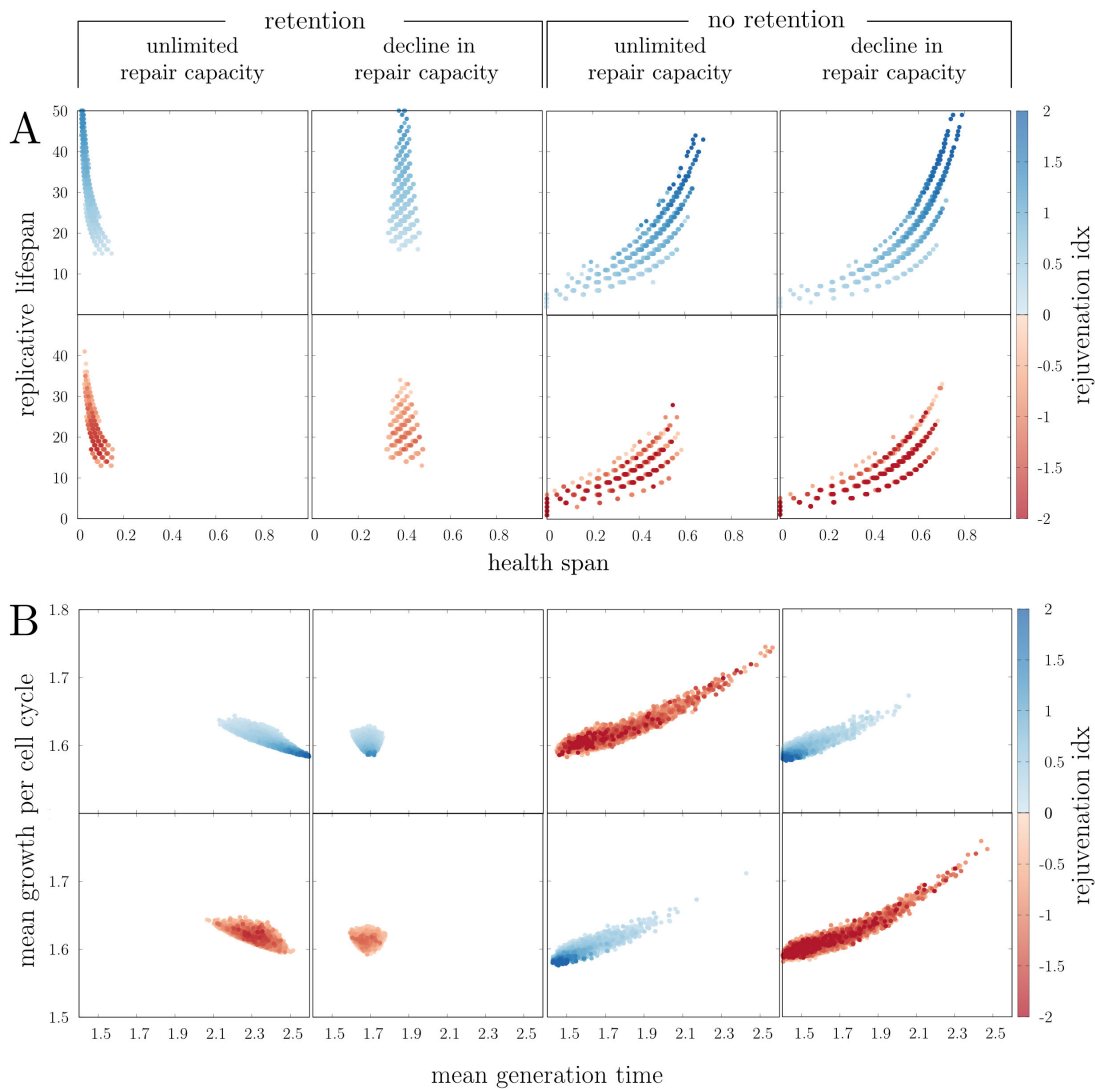 retention no retention
unlimited decline in unlimited decline in
repair capacity repair capacity repair capacity repair capacity
A
replicative lifespan
50
40
30
20
10
40
30
20
10
0
0 0.2 0.4 0.6 0.8 0 0.2 0.4 0.6 0.8 0 0.2 0.4 0.6 0.8 0 0.2 0.4 0.6 0.8
health span
2
1.5
1
0.5
0
-0.5
-1
-1.5
-2
rejuvenation idx
B
mean growth per cell cycle
1.8
1.7
1.6
1.7
1.6
1.5
1.5 1.7 1.9 2.1 2.3 2.5 1.5 1.7 1.9 2.1 2.3 2.5 1.5 1.7 1.9 2.1 2.3 2.5 1.5 1.7 1.9 2.1 2.3 2.5
mean generation time
2
1.5
1
0.5
0
-0.5
-1
-1.5
-2
rejuvenation idx